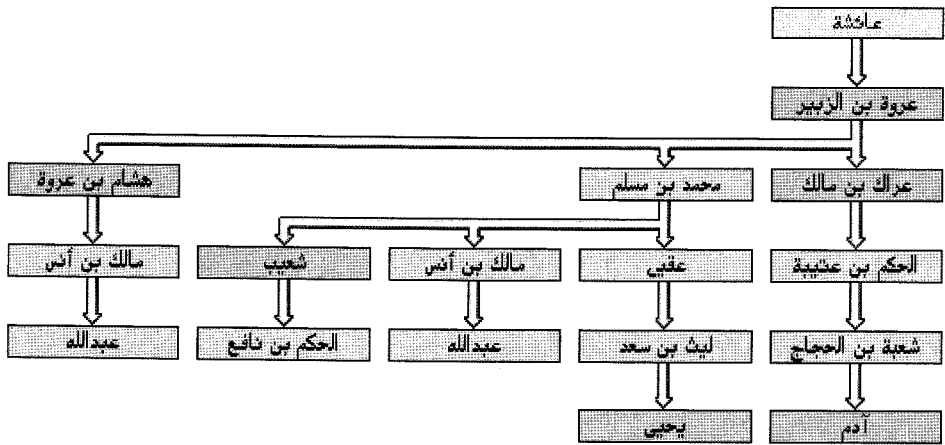 عائشة
عروة بن الزبير
عراك بن مالك
محمد بن مسلم
هشام بن عروة
الحكم بن عتيبة
عقيى
مالك بن أنس
شعيب
مالك بن أنس
شعبة بن الحجاج
ليث بن سعد
عبدالله
الحكم بن نافع
عبدالله
آدم
يحيى